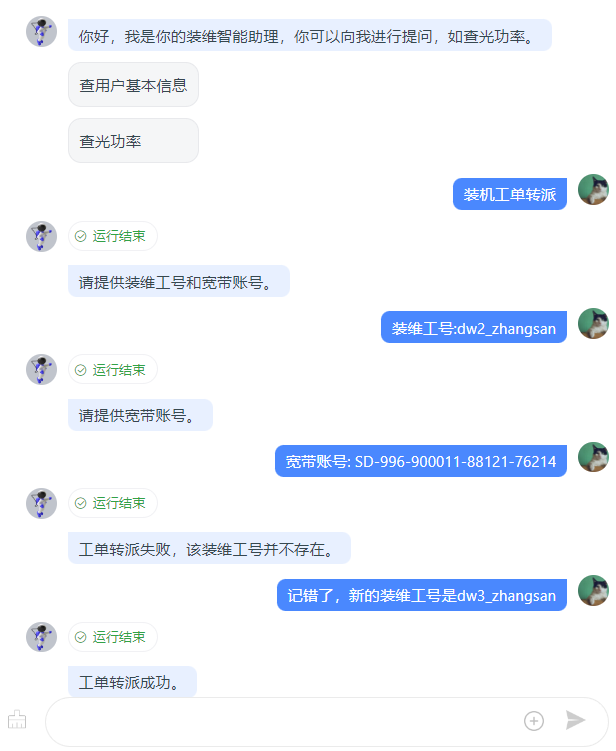 你好，我是你的装维智能助理，你可以向我进行提问，如查光功率。
查用户基本信息
查光功率
装机工单转派
运行结束
请提供装维工号和宽带账号。
装维工号:dw2_zhangsan
运行结束
请提供宽带账号。
宽带账号: SD-996-900011-88121-76214
运行结束
工单转派失败，该装维工号并不存在。
记错了，新的装维工号是dw3_zhangsan
运行结束
工单转派成功。